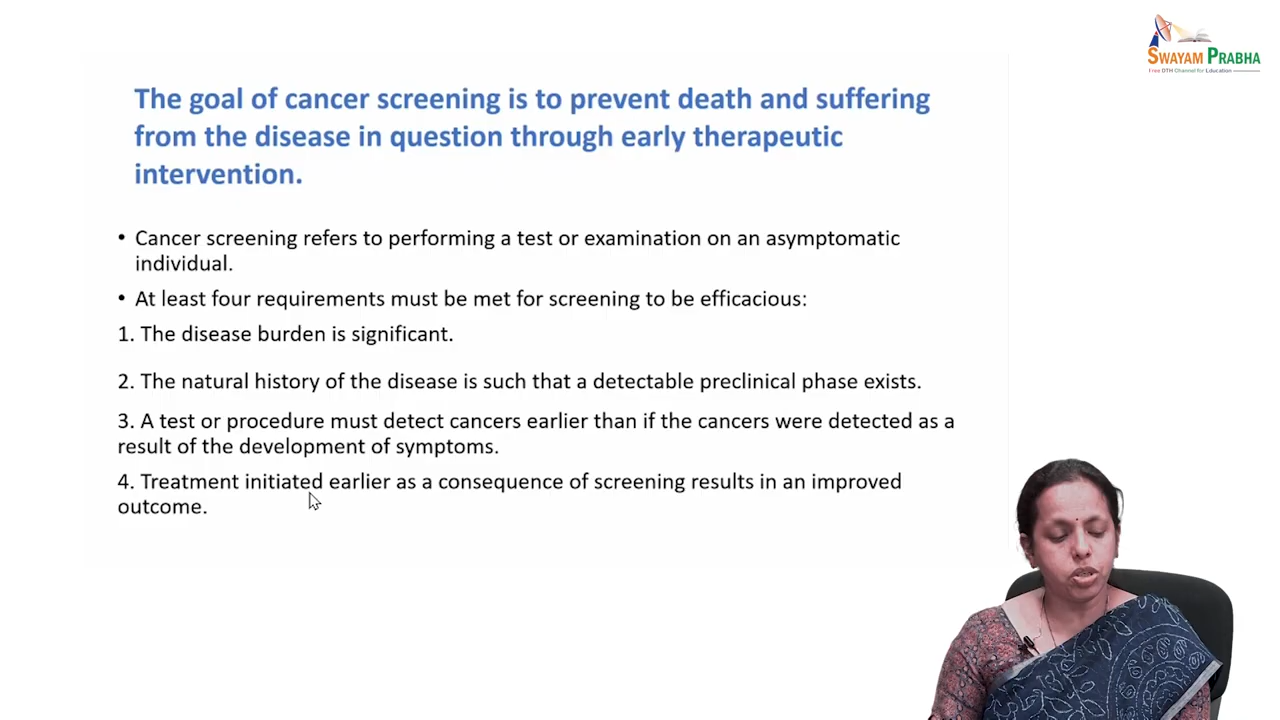 SWAYAM PRABHA
Free DTH Channel for Education
The goal of cancer screening is to prevent death and suffering
from the disease in question through early therapeutic
intervention.
• Cancer screening refers to performing a test or examination on an asymptomatic
individual.
• At least four requirements must be met for screening to be efficacious:
1. The disease burden is significant.
2. The natural history of the disease is such that a detectable preclinical phase exists.
3. A test or procedure must detect cancers earlier than if the cancers were detected as a
result of the development of symptoms.
4. Treatment initiated earlier as a consequence of screening results in an improved
outcome.